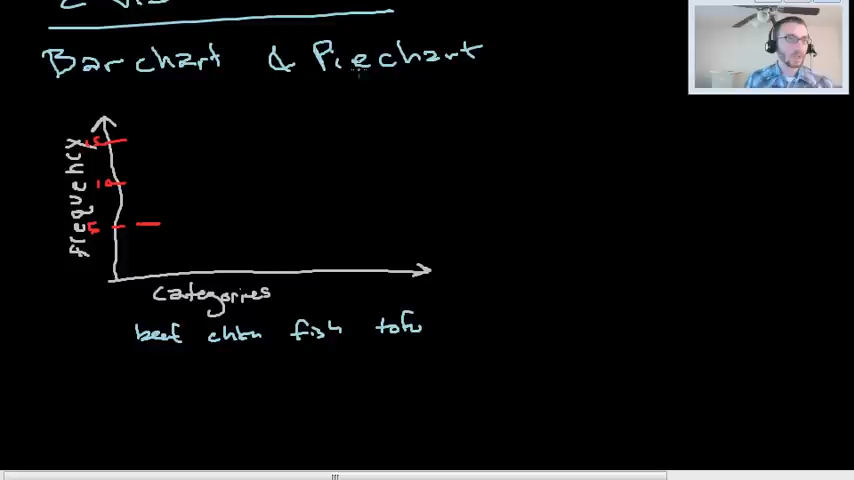 Barchart & Piechart
frequency
15
10
5
categories
beef chkn fish tofu